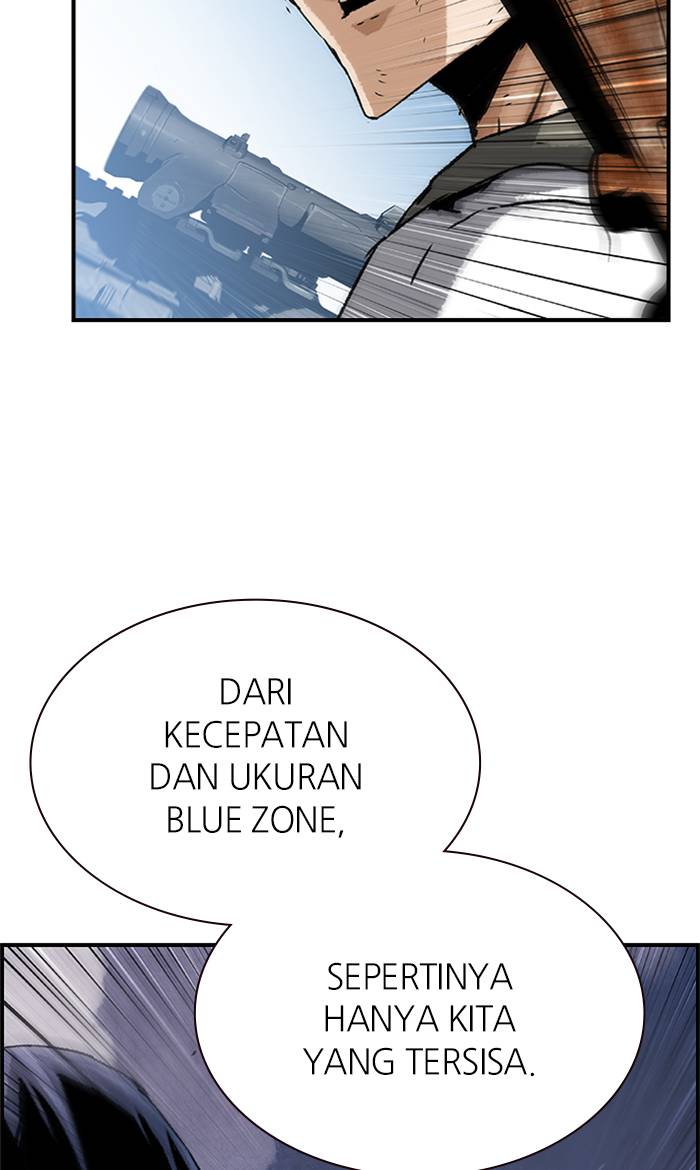 DARI
KECEPATAN
DAN UKURAN
BLUE ZONE,
SEPERTINYA
HANYA KITA
YANG TERSISA.